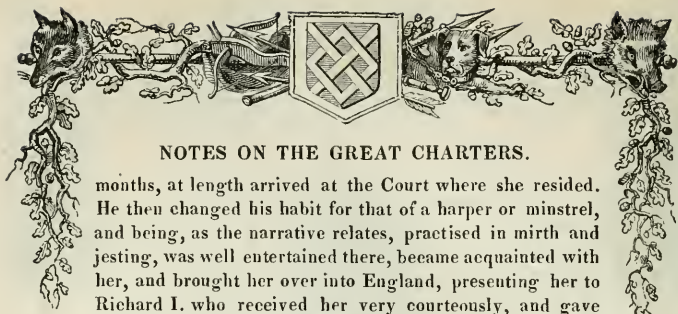 NOTES ON THE GREAT CHARTERS.
months, at length arrived at the Court where she resided.
He then changed his habit for that of a harper or minstrel,
and being, as the narrative relates, practised in mirth and
jesting, was well entertained there, became acquainted with
her, and brought her over into England, presenting her to
Richard I. who received her very courteously, and gave